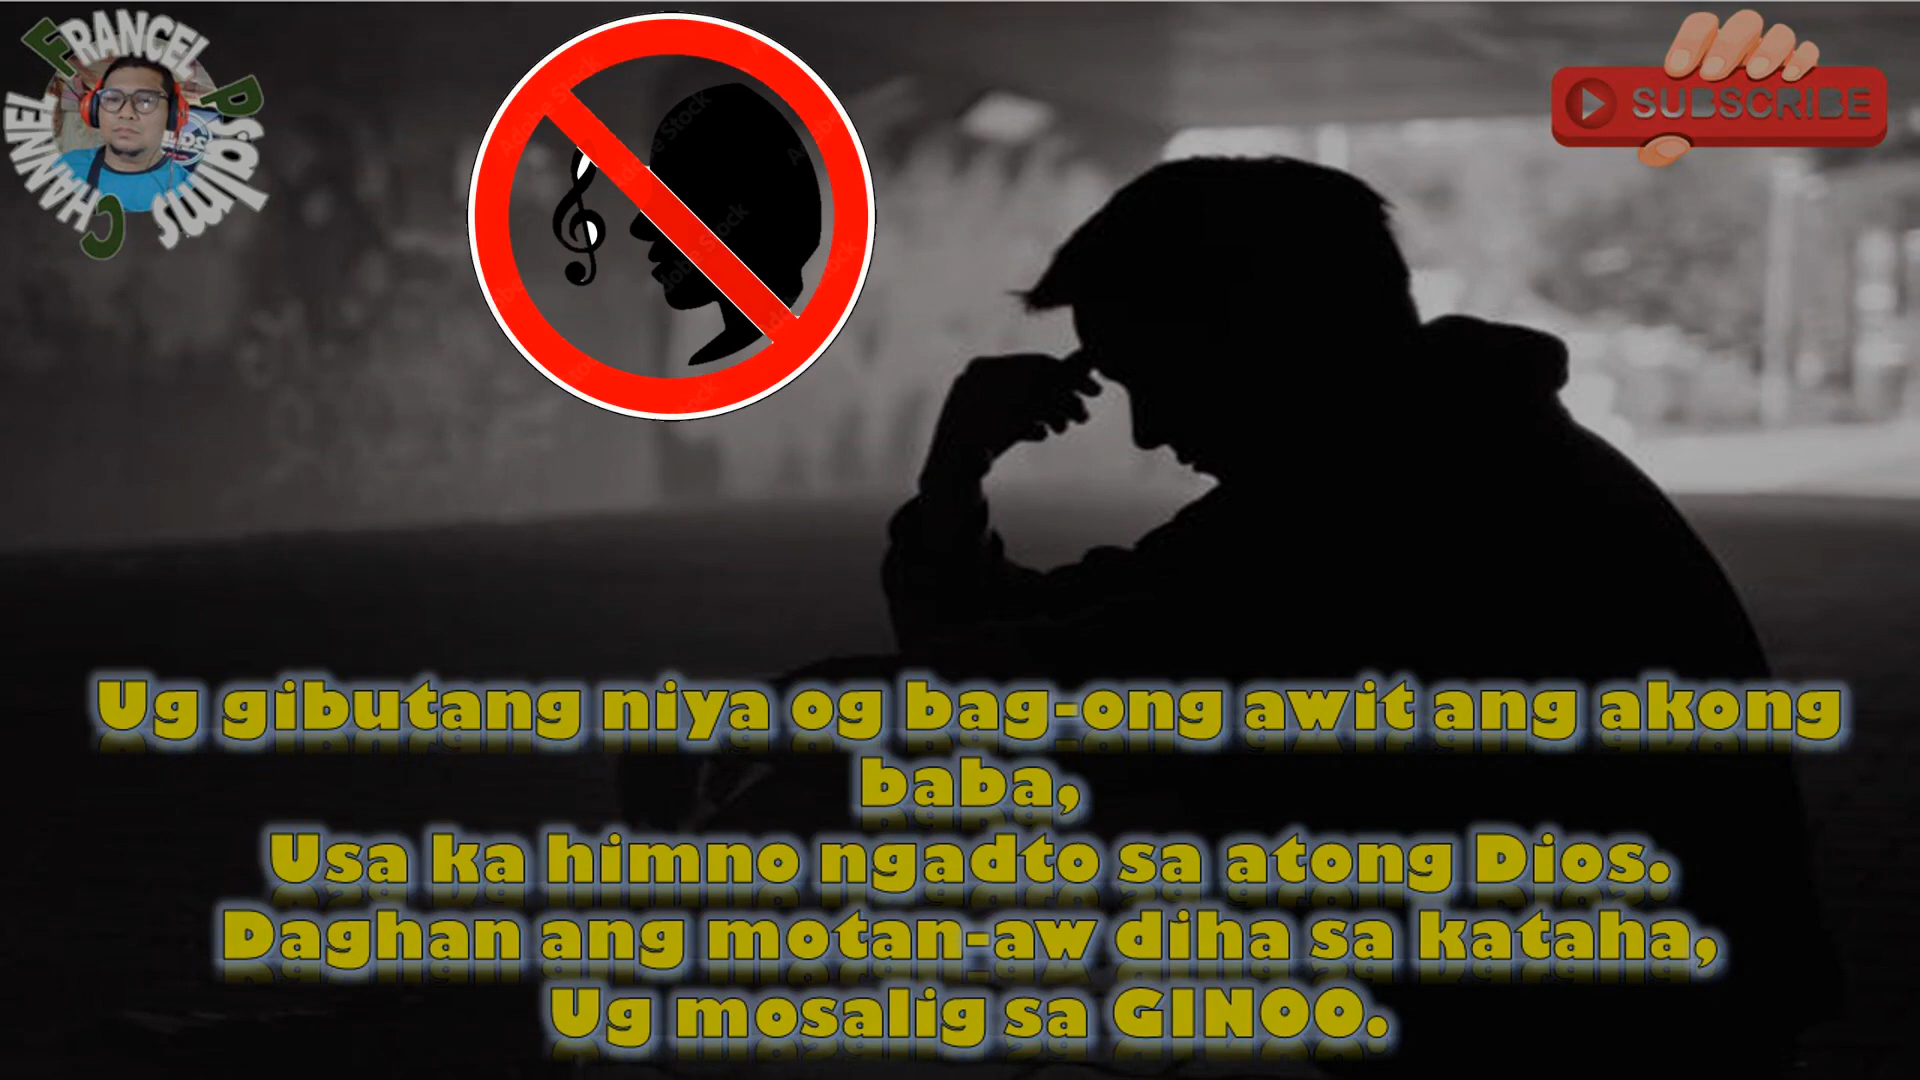 FRANCEL Psalms CHANNEL
SUBSCRIBE
Ug gibutang niya og bag-ong awit ang akong
baba,
Usa ka himno ngadto sa atong Dios.
Daghan ang motan-aw diha sa kataha,
Ug mosalig sa GINOO.